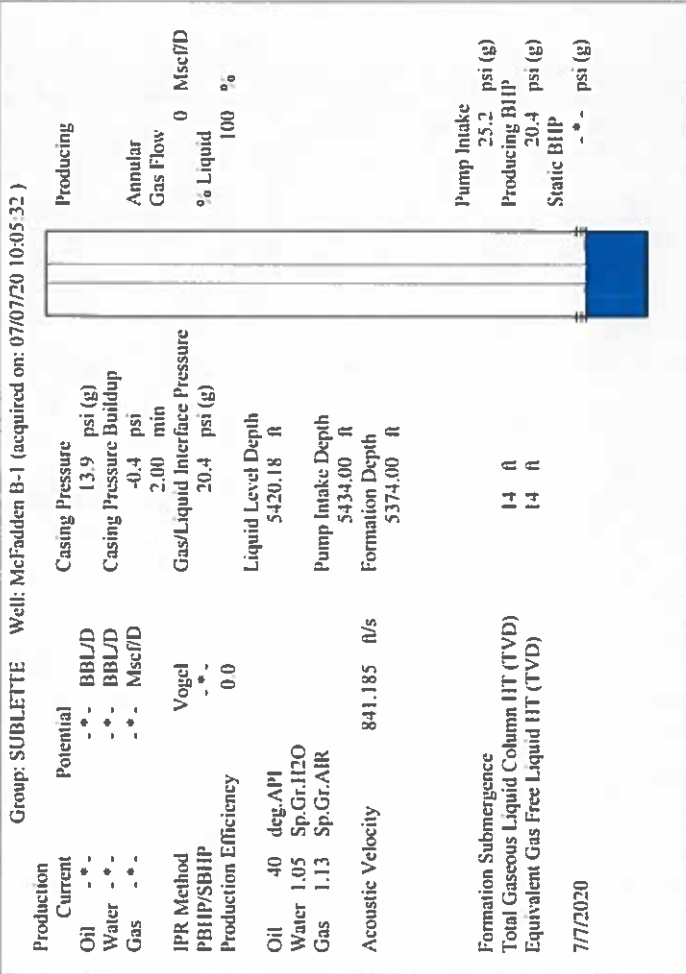 Group: SUBLETTE Well: McFadden B-1 (acquired on: 07/07/20 10:05:32 )
Production
Current Potential
Oil - * - - * - BBL/D
Water - * - - * - BBL/D
Gas - * - - * - Mscf/D
IPR Method Vogel
PBHP/SBHP - * -
Production Efficiency 0.0
Oil 40 deg.API
Water 1.05 Sp.Gr.H2O
Gas 1.13 Sp.Gr.AIR
Acoustic Velocity 841.185 ft/s
Formation Submergence
Total Gaseous Liquid Column HT (TVD) 14 ft
Equivalent Gas Free Liquid HT (TVD) 14 ft
7/7/2020
Casing Pressure
13.9 psi (g)
Casing Pressure Buildup
-0.4 psi
2.00 min
Gas/Liquid Interface Pressure
20.4 psi (g)
Liquid Level Depth
5420.18 ft
Pump Intake Depth
5434.00 ft
Formation Depth
5374.00 ft
Producing
Annular
Gas Flow
0 Mscf/D
% Liquid
100 %
Pump Intake
25.2 psi (g)
Producing BHP
20.4 psi (g)
Static BHP
- * - psi (g)